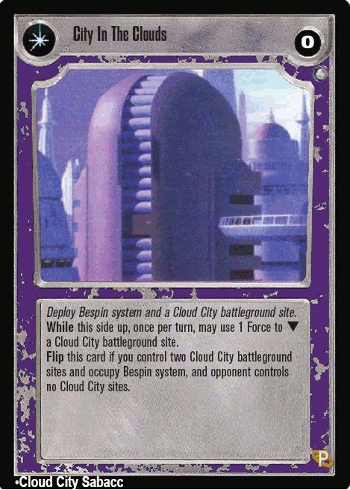 City In The Clouds
0
Deploy Bespin system and a Cloud City battleground site.
While this side up, once per turn, may use 1 Force to ▼
a Cloud City battleground site.
Flip this card if you control two Cloud City battleground
sites and occupy Bespin system, and opponent controls
no Cloud City sites.
P
•Cloud City Sabacc